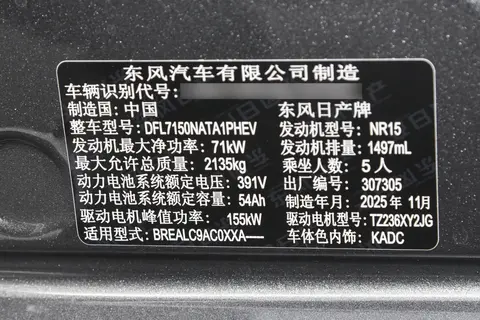 东风汽车有限公司制造
车辆识别代号:
制造国: 中国 东风日产牌
整车型号: DFL7150NATA1PHEV 发动机型号: NR15
发动机最大净功率: 71kW 发动机排量: 1497mL
最大允许总质量: 2135kg 乘坐人数: 5人
动力电池系统额定电压: 391V 出厂编号: 307305
动力电池系统额定容量: 54Ah 制造年月: 2025年11月
驱动电机峰值功率: 155kW 驱动电机型号: TZ236XY2JG
适用型式: BREALC9AC0XXA—— 车体色内饰: KADC